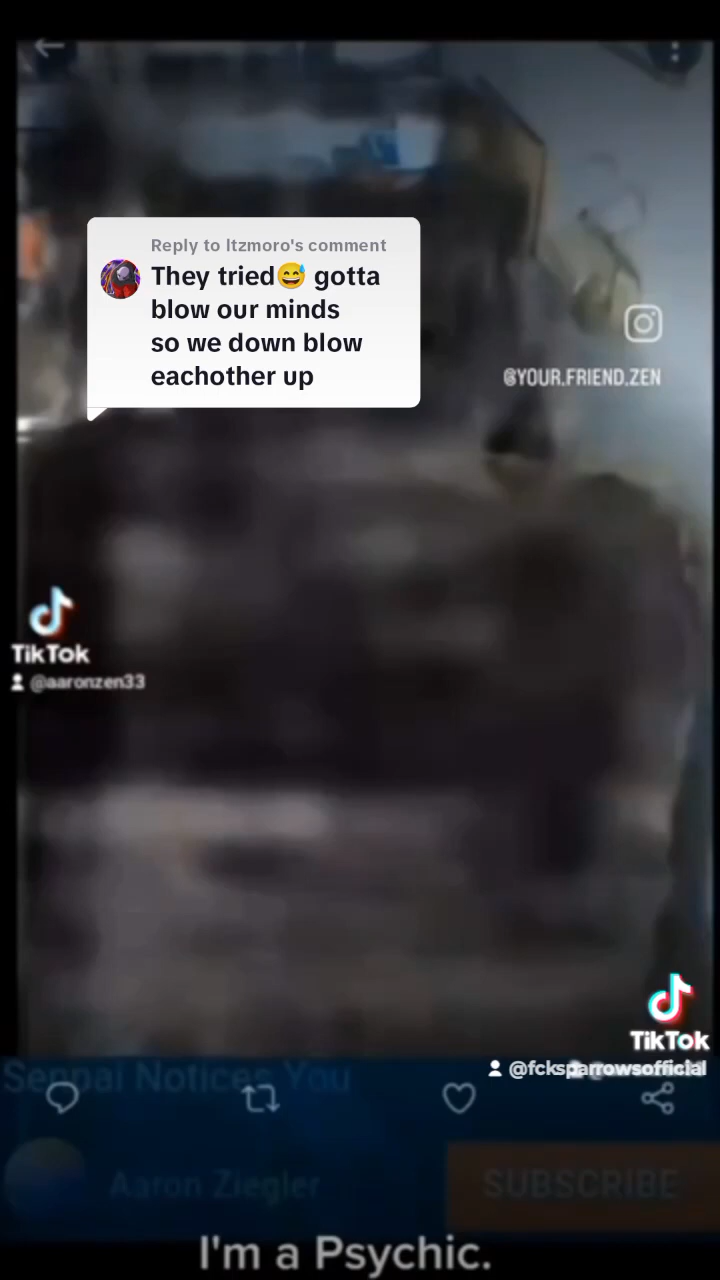 Reply to Itzmoro's comment
They tried😅 gotta
blow our minds
so we down blow
eachother up
@YOUR.FRIEND.ZEN
TikTok
@aaronzen33
TikTok
@fcksparrowsofficial
Senpai Notices You
Aaron Ziegler
SUBSCRIBE
I'm a Psychic.